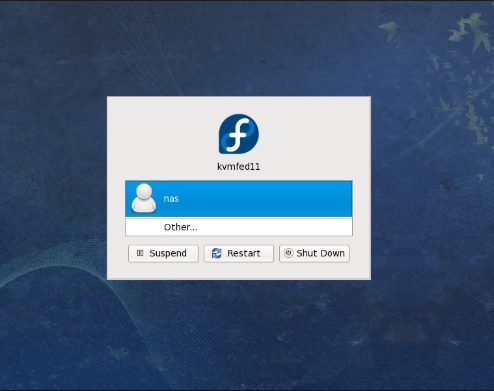 kvmfed11
nas
Other...
Suspend Restart Shut Down